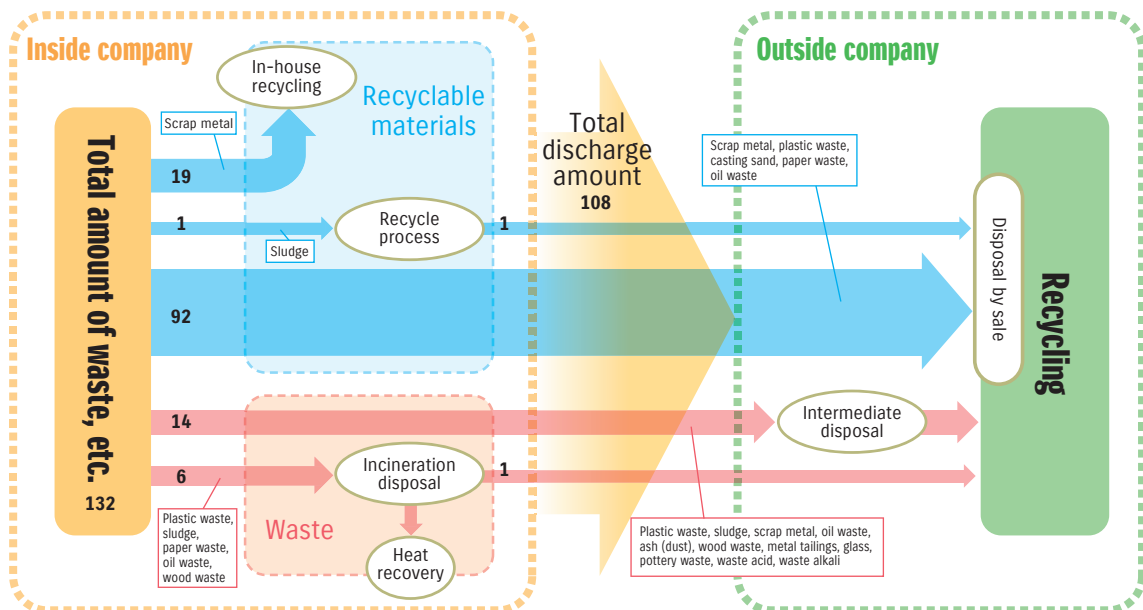 Inside company
Outside company
Total amount of waste, etc.
132
Scrap metal
19
In-house
recycling
Recyclable
materials
1
Sludge
Recycle
process
1
92
Total
discharge
amount
108
Scrap metal, plastic waste,
casting sand, paper waste,
oil waste
Disposal by sale
Recycling
14
Intermediate
disposal
6
Incineration
disposal
1
Plastic waste,
sludge,
paper waste,
oil waste,
wood waste
Waste
Heat
recovery
Plastic waste, sludge, scrap metal, oil waste,
ash (dust), wood waste, metal tailings, glass,
pottery waste, waste acid, waste alkali